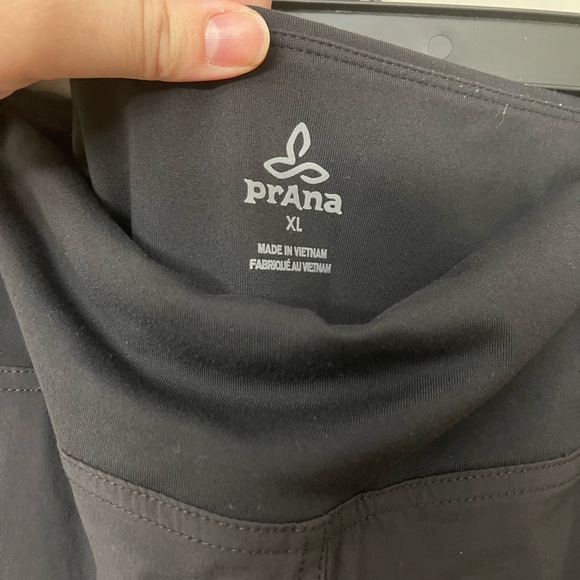 prAna
XL
MADE IN VIETNAM
FABRIQUÉ AU VIETNAM